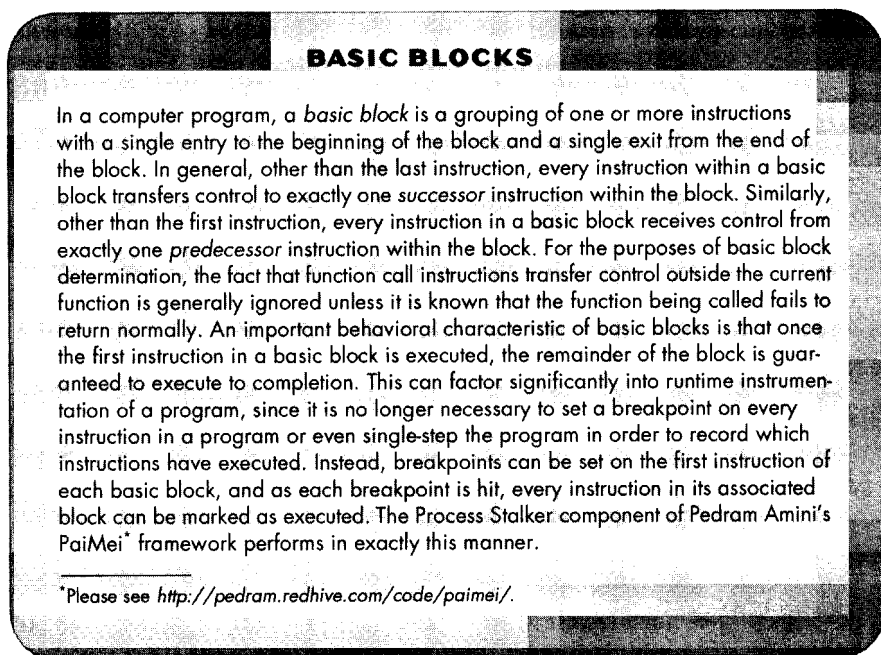 BASIC BLOCKS
In a computer program, a basic block is a grouping of one or more instructions
with a single entry to the beginning of the block and a single exit from the end of
the block. In general, other than the last instruction, every instruction within a basic
block transfers control to exactly one successor instruction within the block. Similarly,
other than the first instruction, every instruction in a basic block receives control from
exactly one predecessor instruction within the block. For the purposes of basic block
determination, the fact that function call instructions transfer control outside the current
function is generally ignored unless it is known that the function being called fails to
return normally. An important behavioral characteristic of basic blocks is that once
the first instruction in a basic block is executed, the remainder of the block is guar-
anteed to execute to completion. This can factor significantly into runtime instrumen-
tation of a program, since it is no longer necessary to set a breakpoint on every
instruction in a program or even single-step the program in order to record which
instructions have executed. Instead, breakpoints can be set on the first instruction of
each basic block, and as each breakpoint is hit, every instruction in its associated
block can be marked as executed. The Process Stalker component of Pedram Amini's
PaiMei* framework performs in exactly this manner.
*Please see http://pedram.redhive.com/code/paimei/.